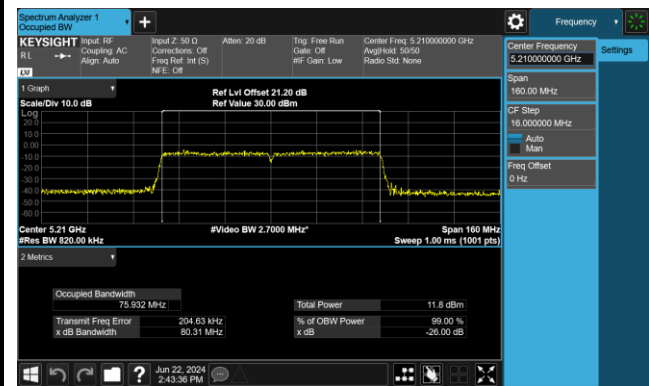 Spectrum Analyzer 1
Occupied BW
+
Frequency
KEYSIGHT
R L
LXI
Input: RF
Coupling: AC
Align: Auto
Input Z: 50 Ω
Corrections: Off
Freq Ref: Int (S)
NFE: Off
Atten: 20 dB
Trig: Free Run
Gate: Off
#IF Gain: Low
Center Freq: 5.210000000 GHz
Avg|Hold: 50/50
Radio Std: None
Center Frequency
5.210000000 GHz
Settings
Span
160.00 MHz
CF Step
16.000000 MHz
Auto
Man
Freq Offset
0 Hz
1 Graph
Scale/Div 10.0 dB
Ref Lvl Offset 21.20 dB
Ref Value 30.00 dBm
Log
20.0
10.0
0.00
-10.0
-20.0
-30.0
-40.0
-50.0
-60.0
Center 5.21 GHz
#Res BW 820.00 kHz
#Video BW 2.7000 MHz*
Span 160 MHz
Sweep 1.00 ms (1001 pts)
2 Metrics
Occupied Bandwidth
75.932 MHz
Total Power 11.8 dBm
Transmit Freq Error 204.63 kHz
% of OBW Power 99.00 %
x dB Bandwidth 80.31 MHz
x dB -26.00 dB
?
Jun 22, 2024
2:43:36 PM